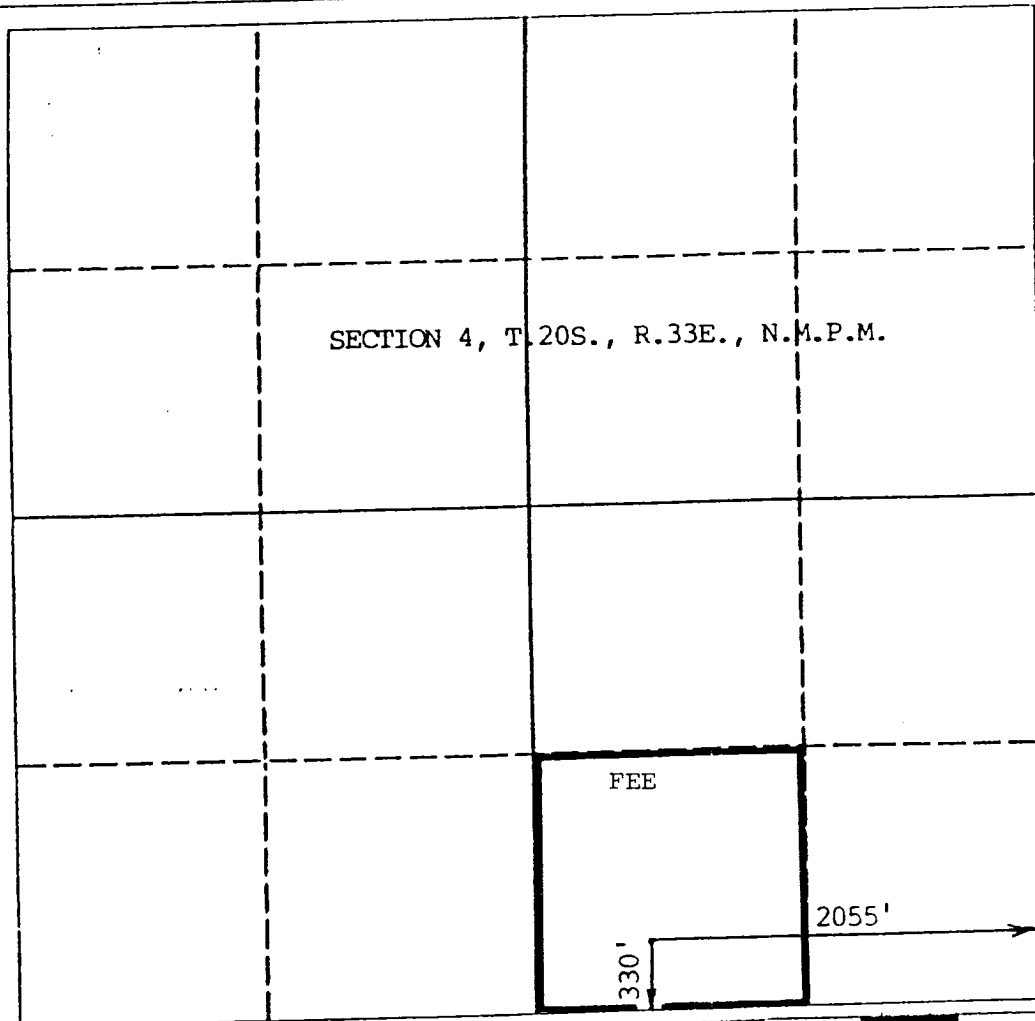 SECTION 4, T.20S., R.33E., N.M.P.M.
FEE
2055'
330'